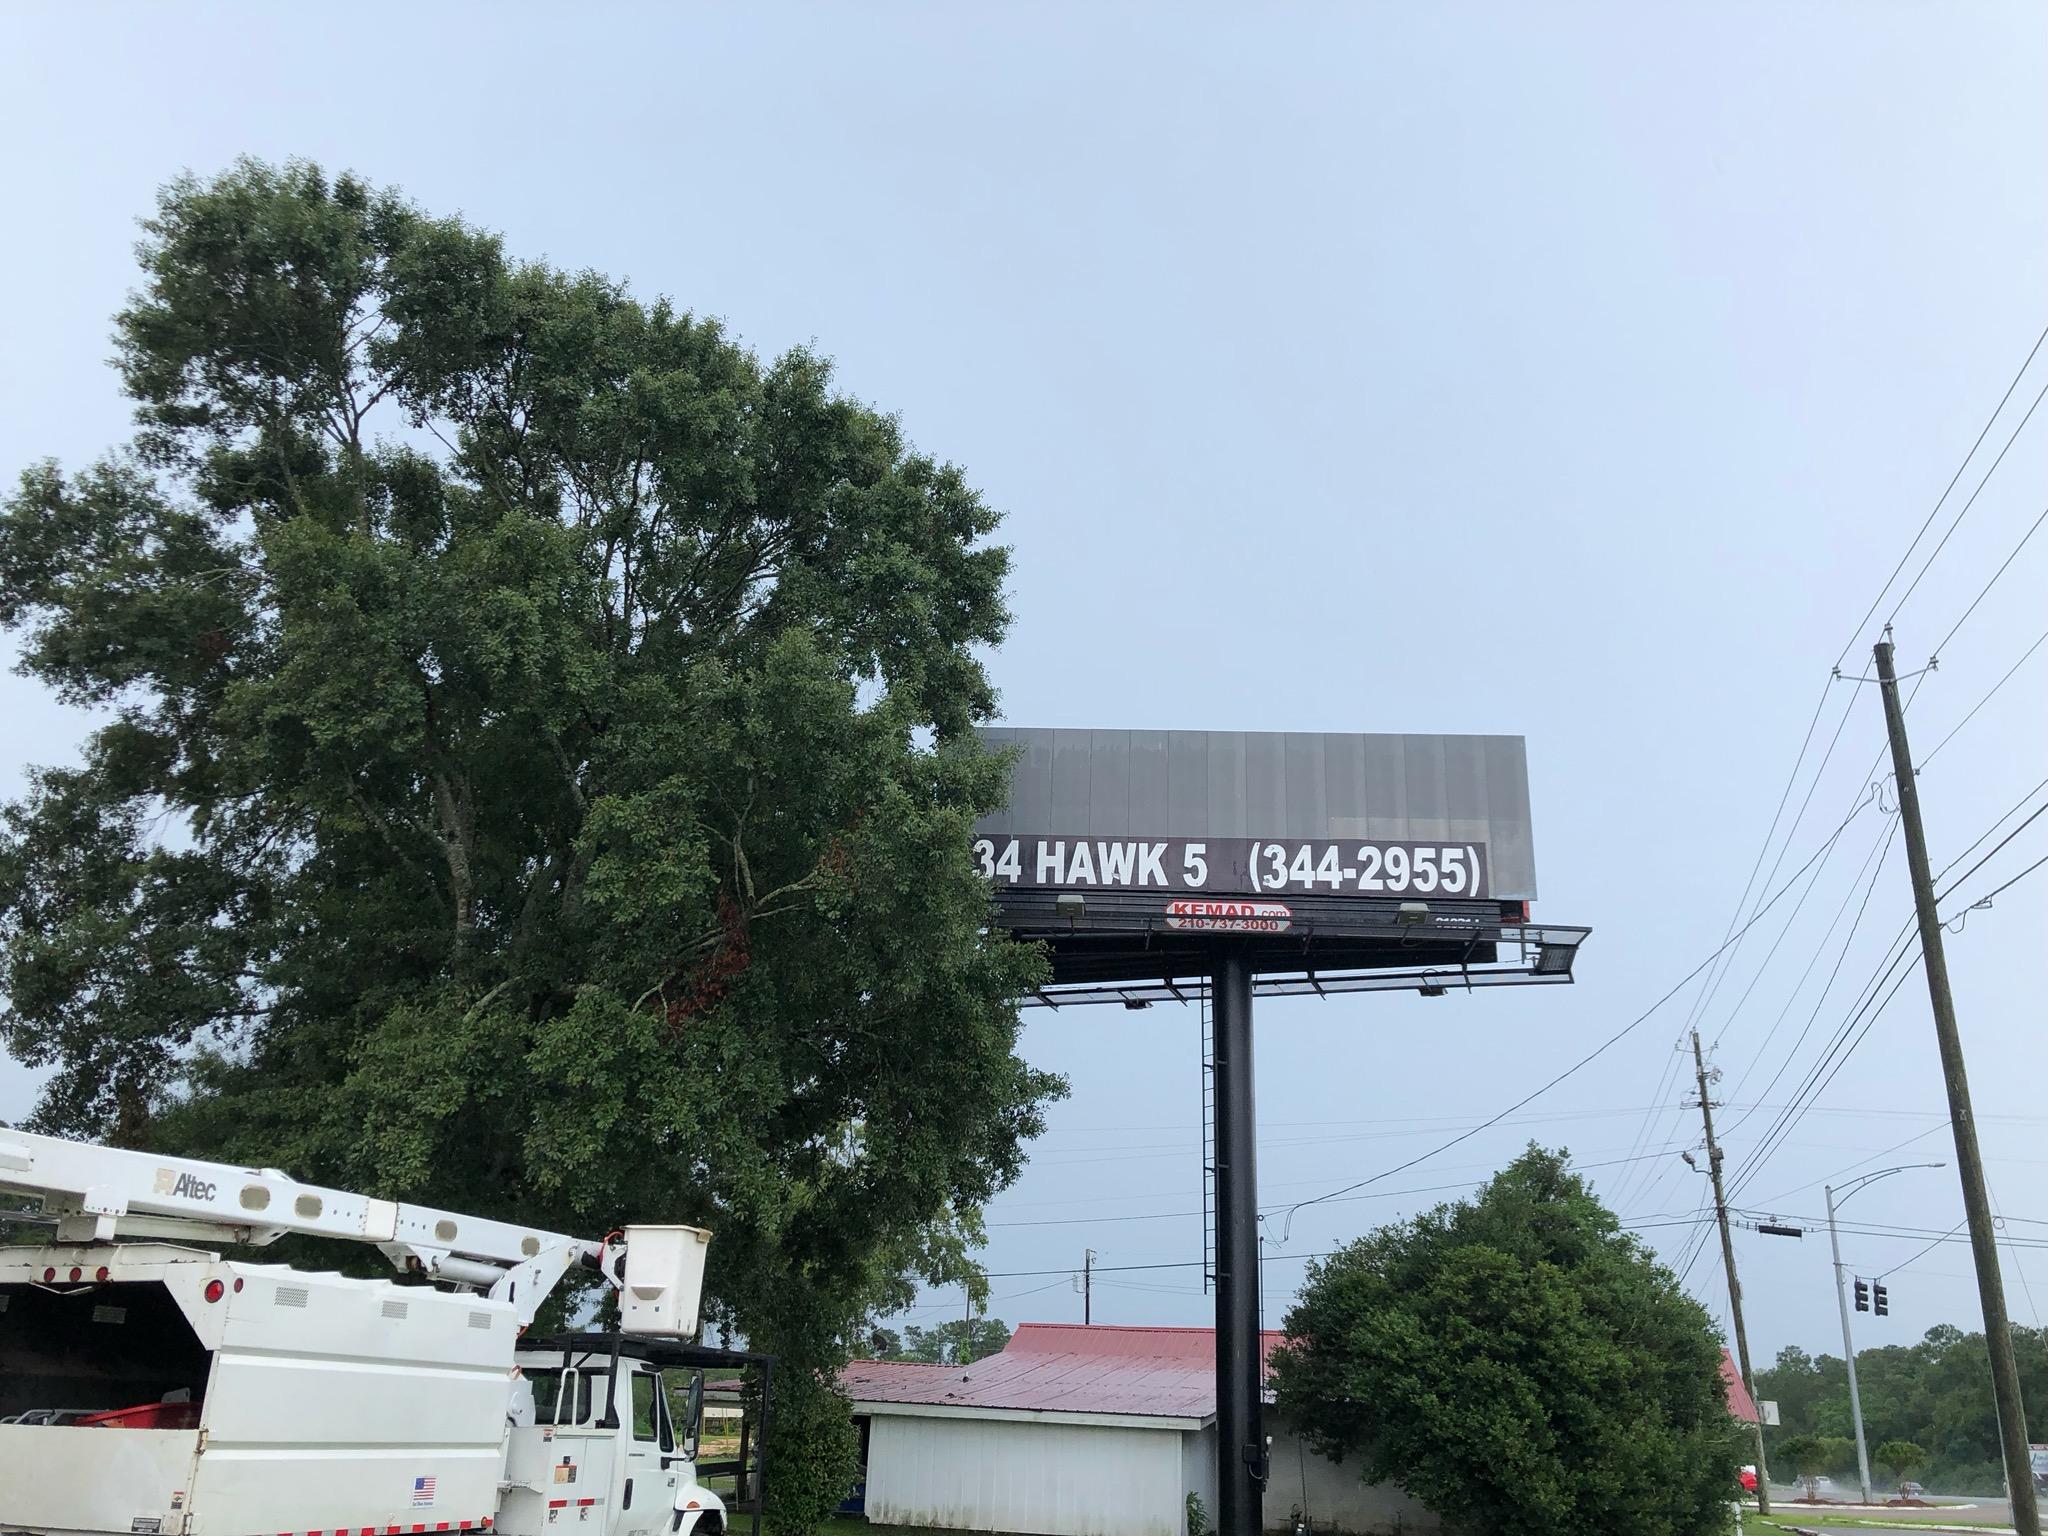 34 HAWK 5 (344-2955)
KEMAD.com
210-737-3000
Altec